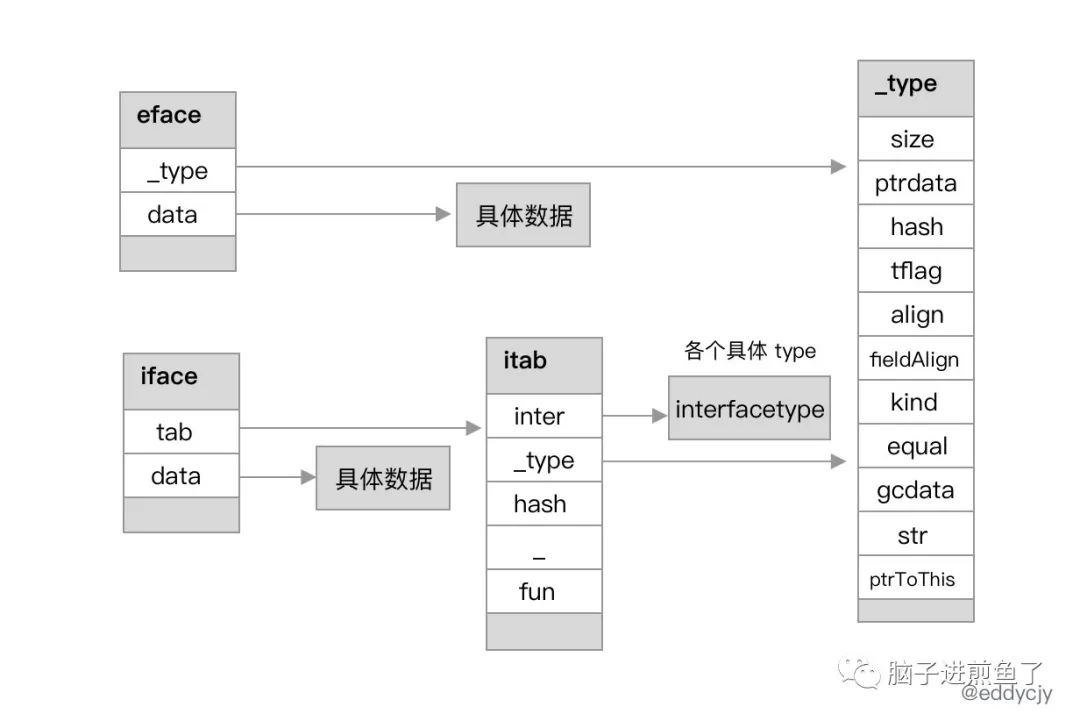 eface
_type
data
具体数据
iface
tab
data
具体数据
itab
inter
_type
hash
_
fun
各个具体 type
interfacetype
_type
size
ptrdata
hash
tflag
align
fieldAlign
kind
equal
gcdata
str
ptrToThis
脑子进煎鱼了
@eddycjy